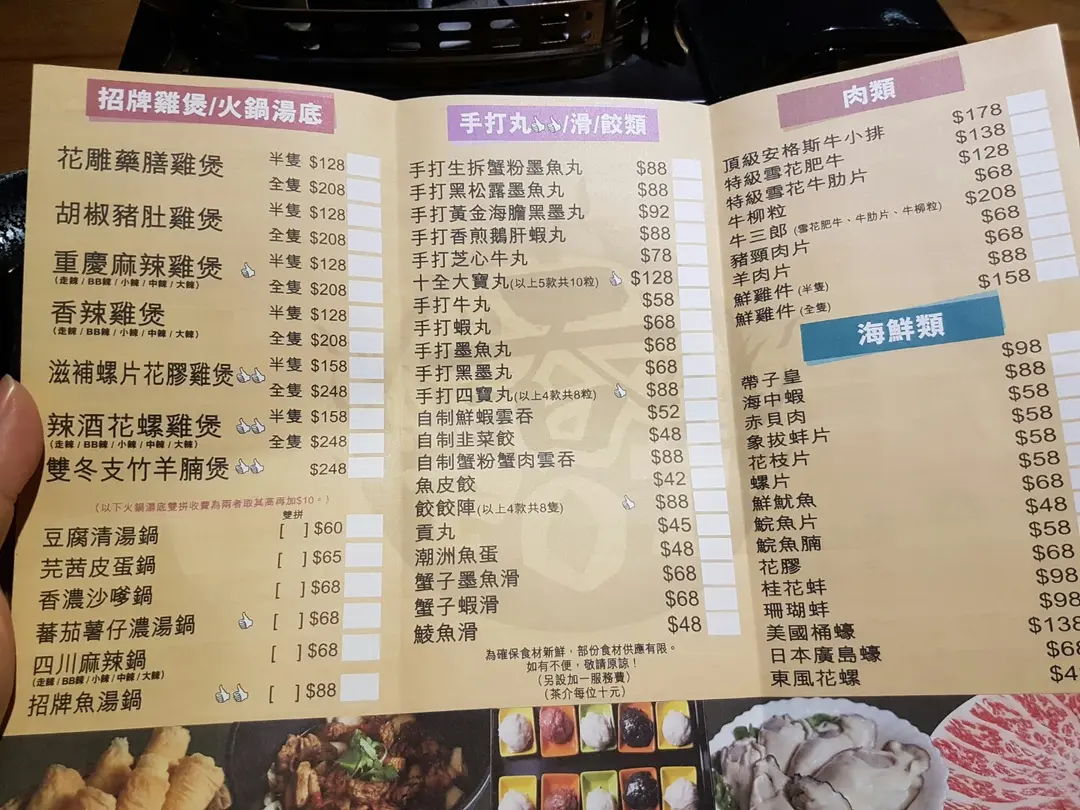 招牌雞煲/火鍋湯底
花雕藥膳雞煲 半隻 $128
全隻 $208
胡椒豬肚雞煲 半隻 $128
全隻 $208
重慶麻辣雞煲 半隻 $128
(走辣 / BB辣 / 小辣 / 中辣 / 大辣) 全隻 $208
香辣雞煲 半隻 $128
(走辣 / BB辣 / 小辣 / 中辣 / 大辣) 全隻 $208
滋補螺片花膠雞煲 半隻 $158
全隻 $248
辣酒花螺雞煲 半隻 $158
(走辣 / BB辣 / 小辣 / 中辣 / 大辣) 全隻 $248
雙冬支竹羊腩煲 $248
(以下火鍋湯底雙拼收費為兩者取其高再加$10。)
雙拼
豆腐清湯鍋 [ ] $60
芫茜皮蛋鍋 [ ] $65
香濃沙嗲鍋 [ ] $68
蕃茄薯仔濃湯鍋 [ ] $68
四川麻辣鍋 [ ] $68
(走辣 / BB辣 / 小辣 / 中辣 / 大辣)
招牌魚湯鍋 [ ] $88
手打丸/滑/餃類
手打生拆蟹粉墨魚丸 $88
手打黑松露墨魚丸 $88
手打黃金海膽黑墨丸 $92
手打香煎鵝肝蝦丸 $88
手打芝心牛丸 $78
十全大寶丸(以上5款共10粒) $128
手打牛丸 $58
手打蝦丸 $68
手打墨魚丸 $68
手打黑墨丸 $68
手打四寶丸(以上4款共8粒) $88
自制鮮蝦雲吞 $52
自制韭菜餃 $48
自制蟹粉蟹肉雲吞 $88
魚皮餃 $42
餃餃陣(以上4款共8隻) $88
貢丸 $45
潮洲魚蛋 $48
蟹子墨魚滑 $68
蟹子蝦滑 $68
鯪魚滑 $48
為確保食材新鮮，部份食材供應有限。
如有不便，敬請原諒！
(另設加一服務費)
(茶介每位十元)
肉類
頂級安格斯牛小排 $178
特級雪花肥牛 $138
特級雪花牛肋片 $128
牛柳粒 $68
牛三郎 (雪花肥牛、牛肋片、牛柳粒) $208
豬頸肉片 $68
羊肉片 $68
鮮雞件 (半隻) $88
鮮雞件 (全隻) $158
海鮮類
帶子皇 $98
海中蝦 $88
赤貝肉 $58
象拔蚌片 $58
花枝片 $58
螺片 $58
鮮魷魚 $68
鯇魚片 $48
鯇魚腩 $58
花膠 $68
桂花蚌 $98
珊瑚蚌 $98
美國桶蠔 $138
日本廣島蠔 $68
東風花螺 $4